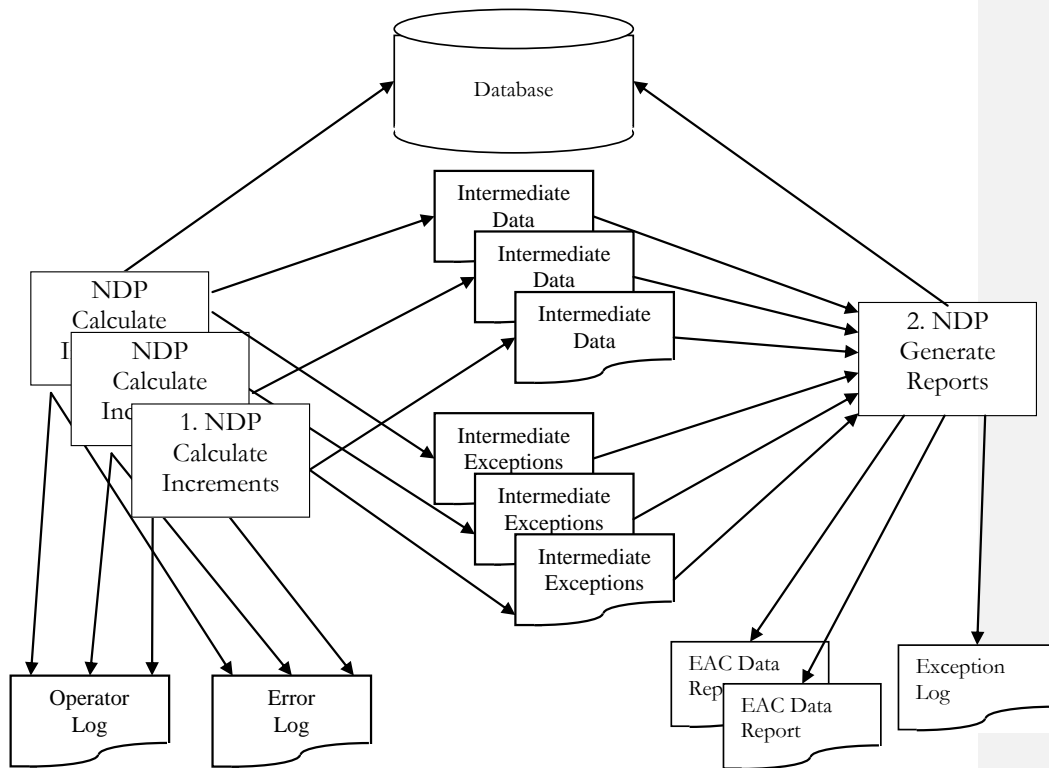 Database
Intermediate
Data
Intermediate
Data
Intermediate
Data
NDP
Calculate
NDP
Calculate
1. NDP
Calculate
Increments
2. NDP
Generate
Reports
Intermediate
Exceptions
Intermediate
Exceptions
Intermediate
Exceptions
Operator
Log
Error
Log
EAC Data
EAC Data
Report
Exception
Log